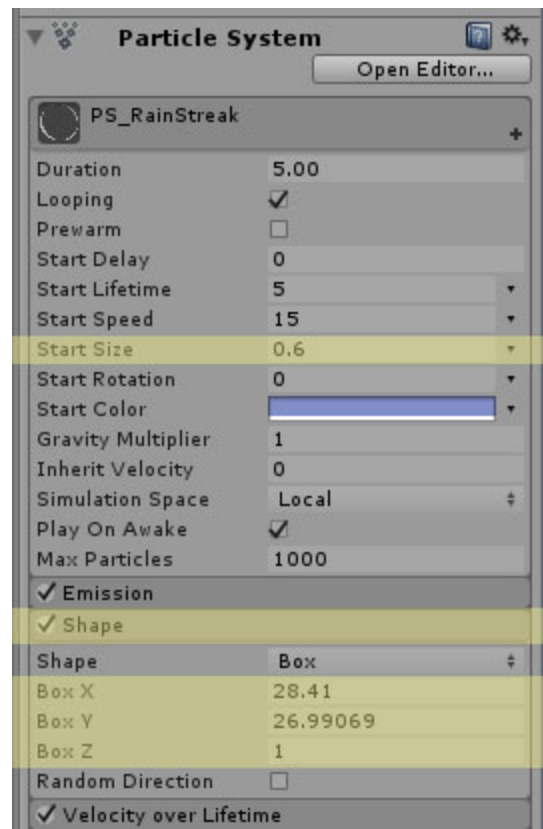 Particle System
Open Editor...
PS_RainStreak
+
Duration 5.00
Looping
Prewarm
Start Delay 0
Start Lifetime 5
Start Speed 15
Start Size 0.6
Start Rotation 0
Start Color
Gravity Multiplier 1
Inherit Velocity 0
Simulation Space Local
Play On Awake
Max Particles 1000
Emission
Shape
Shape Box
Box X 28.41
Box Y 26.99069
Box Z 1
Random Direction
Velocity over Lifetime